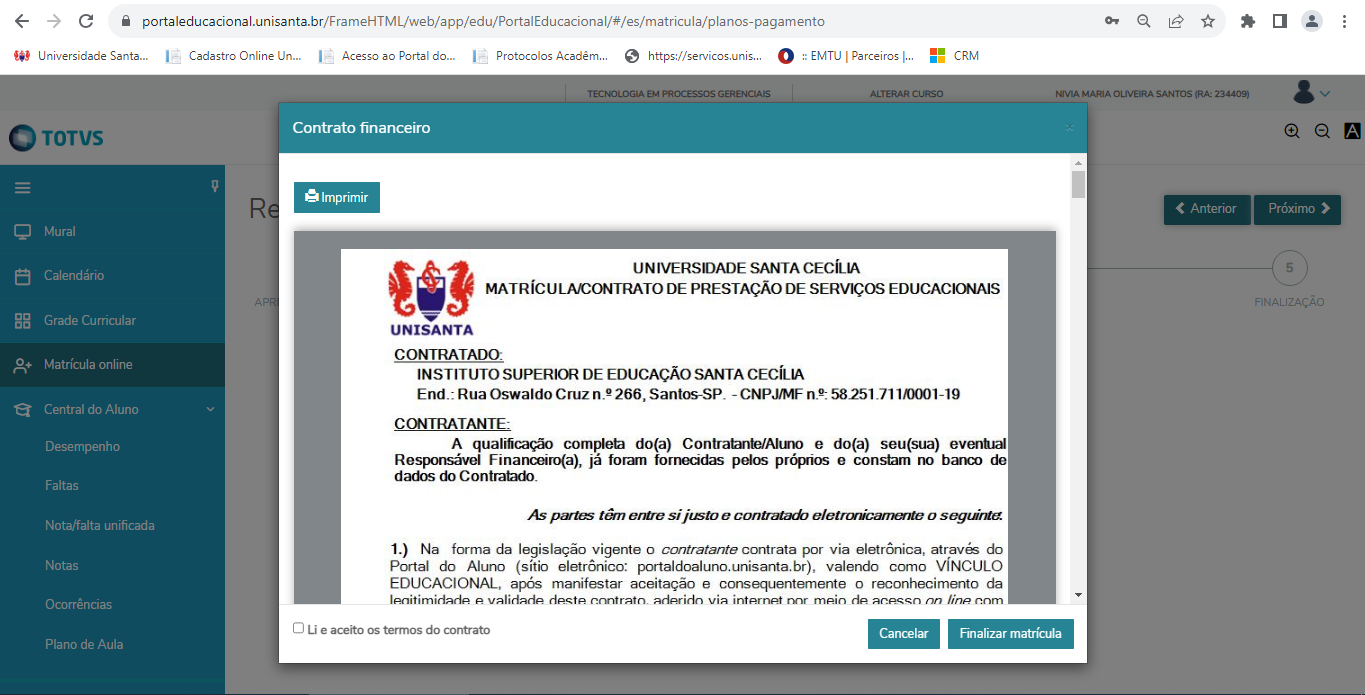 portaleducacional.unisanta.br/FrameHTML/web/app/edu/PortalEducacional/#/es/matricula/planos-pagamento
Universidade Santa... Cadastro Online Un... Acesso ao Portal do... Protocolos Acadêm... https://servicos.unis... :: EMTU | Parceiros |... CRM
TECNOLOGIA EM PROCESSOS GERENCIAIS ALTERAR CURSO NIVIA MARIA OLIVEIRA SANTOS (RA: 234409)
TOTVS
A
Mural
Calendário
Grade Curricular
Matrícula online
Central do Aluno
Desempenho
Faltas
Nota/falta unificada
Notas
Ocorrências
Plano de Aula
Re
APRE
Anterior Próximo
5
FINALIZAÇÃO
Contrato financeiro ×
Imprimir
UNISANTA
UNIVERSIDADE SANTA CECÍLIA
MATRÍCULA/CONTRATO DE PRESTAÇÃO DE SERVIÇOS EDUCACIONAIS
CONTRATADO:
INSTITUTO SUPERIOR DE EDUCAÇÃO SANTA CECÍLIA
End.: Rua Oswaldo Cruz n.º 266, Santos-SP. - CNPJ/MF n.º: 58.251.711/0001-19
CONTRATANTE:
A qualificação completa do(a) Contratante/Aluno e do(a) seu(sua) eventual
Responsável Financeiro(a), já foram fornecidas pelos próprios e constam no banco de
dados do Contratado.
As partes têm entre si justo e contratado eletronicamente o seguinte:
1.) Na forma da legislação vigente o contratante contrata por via eletrônica, através do
Portal do Aluno (sítio eletrônico: portaldoaluno.unisanta.br), valendo como VÍNCULO
EDUCACIONAL, após manifestar aceitação e consequentemente o reconhecimento da
legitimidade e validade deste contrato, aderido via internet por meio de acesso on line com
Li e aceito os termos do contrato
Cancelar Finalizar matrícula